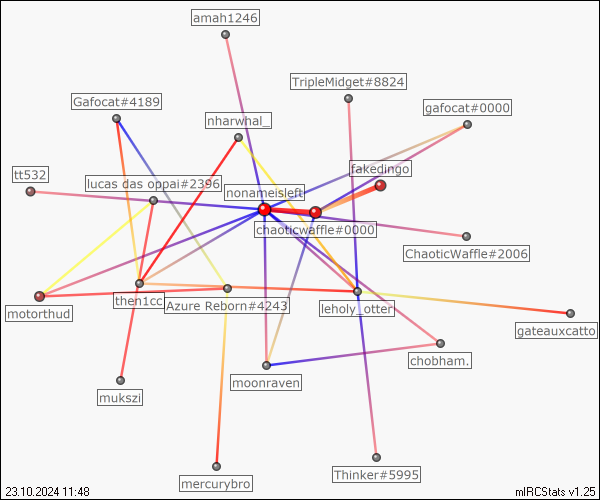 amah1246
TripleMidget#8824
Gafocat#4189
gafocat#0000
nharwhal_
fakedingo
tt532
lucas das oppai#2396
nonameisleft
chaoticwaffle#0000
ChaoticWaffle#2006
then1cc
Azure Reborn#4243
leholy_otter
motorthud
gateauxcatto
chobham.
moonraven
mukszi
mercurybro
Thinker#5995
23.10.2024 11:48
mIRCStats v1.25